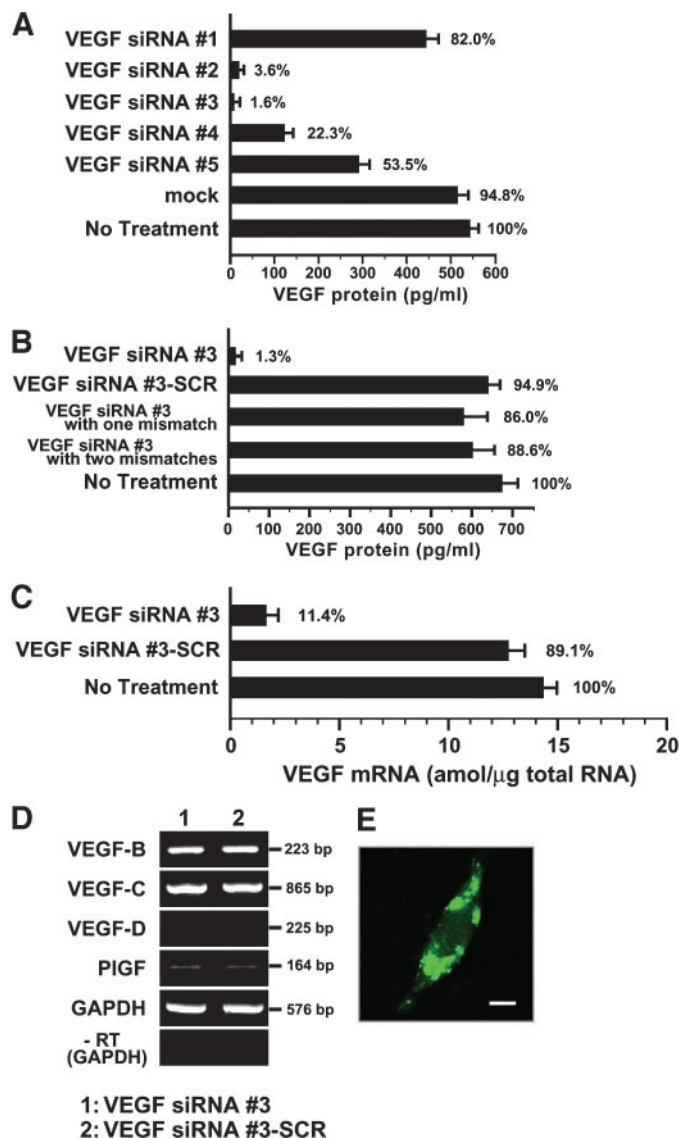 A
VEGF siRNA #1
82.0%
VEGF siRNA #2
3.6%
VEGF siRNA #3
1.6%
VEGF siRNA #4
22.3%
VEGF siRNA #5
53.5%
mock
94.8%
No Treatment
100%
0 100 200 300 400 500 600
VEGF protein (pg/ml)
B
VEGF siRNA #3
1.3%
VEGF siRNA #3-SCR
94.9%
VEGF siRNA #3
with one mismatch
86.0%
VEGF siRNA #3
with two mismatches
88.6%
No Treatment
100%
0 100 200 300 400 500 600 700
VEGF protein (pg/ml)
C
VEGF siRNA #3
11.4%
VEGF siRNA #3-SCR
89.1%
No Treatment
100%
0 5 10 15 20
VEGF mRNA (amol/μg total RNA)
D
1 2
VEGF-B
223 bp
VEGF-C
865 bp
VEGF-D
225 bp
PlGF
164 bp
GAPDH
576 bp
- RT
(GAPDH)
1: VEGF siRNA #3
2: VEGF siRNA #3-SCR
E